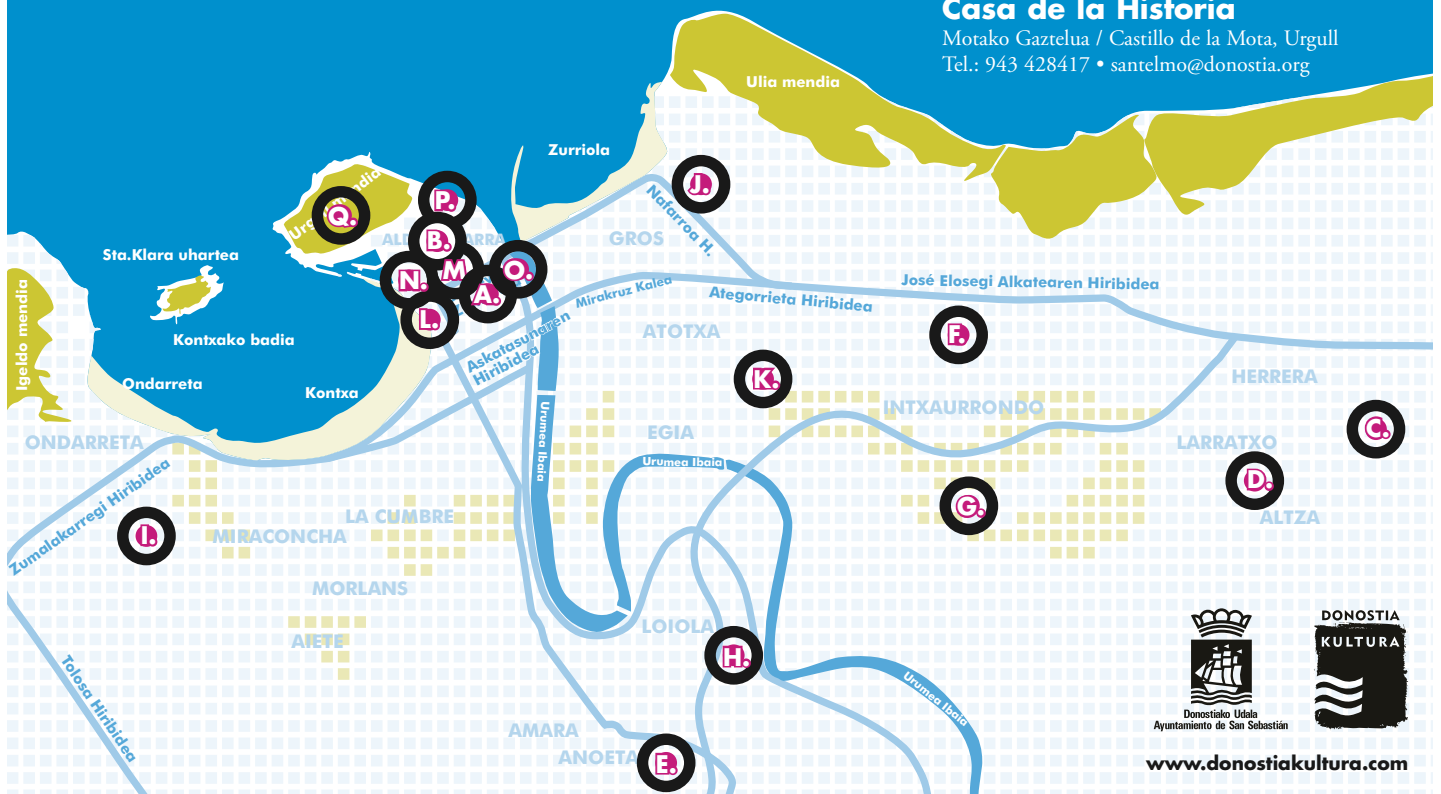 Casa de la Historia
Motako Gaztelua / Castillo de la Mota, Urgull
Tel.: 943 428417 • santelmo@donostia.org
Ulia mendia
Zurriola
J.
Nafarroa H.
GROS
P.
Q.
B.
M
O.
N.
A.
L.
Sta.Klara uhartea
Igeldo mendia
Kontxako badia
Ondarreta
Kontxa
Askatasunaren
Hiribidea
Mirakruz Kalea
Ategorrieta Hiribidea
José Elosegi Alkatearen Hiribidea
ATOTXA
F.
K.
HERRERA
INTXAURRONDO
C.
LARRATXO
D.
ALTZA
G.
EGIA
Urumea Ibaia
Urumea Ibaia
ONDARRETA
Zumalakarregi Hiribidea
I.
LA CUMBRE
MIRACONCHA
MORLANS
AIETE
LOIOLA
H.
Urumea Ibaia
Tolosa Hiribidea
AMARA
ANOETA
E.
Donostiako Udala
Ayuntamiento de San Sebastián
DONOSTIA
KULTURA
www.donostiakultura.com